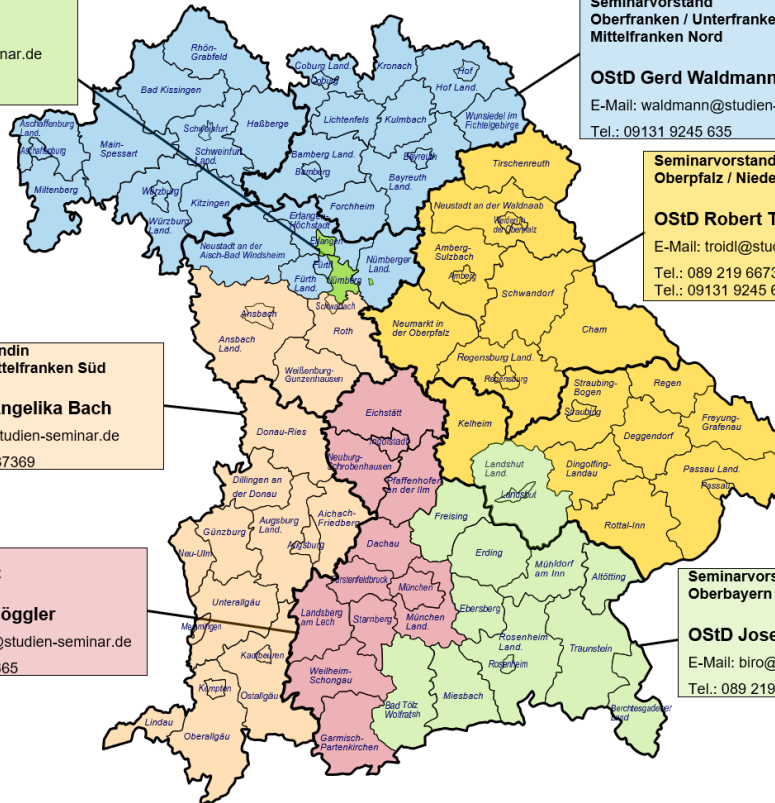 nar.de
Seminarvorstand
Oberfranken / Unterfranke
Mittelfranken Nord
OStD Gerd Waldmann
E-Mail: waldmann@studien-
Tel.: 09131 9245 635
Seminarvorstand
Oberpfalz / Niede
OStD Robert T
E-Mail: troidl@stu
Tel.: 089 219 6673
Tel.: 09131 9245 6
ndin
ttelfranken Süd
ngelika Bach
tudien-seminar.de
67369
öggler
@studien-seminar.de
365
Seminarvors
Oberbayern
OStD Jose
E-Mail: biro@
Tel.: 089 219
Rhön-
Grabfeld
Bad Kissingen
Coburg Land.
Coburg
Kronach
Hof
Hof Land.
Aschaffenburg
Land.
Aschaffenburg
Main-
Spessart
Schweinfurt
Schweinfurt
Land.
Haßberge
Lichtenfels
Kulmbach
Wunsiedel im
Fichtelgebirge
Miltenberg
Würzburg
Würzburg
Land.
Kitzingen
Bamberg Land.
Bamberg
Bayreuth
Bayreuth
Land.
Forchheim
Tirschenreuth
Neustadt an der Waldnaab
Weiden in
der Oberpfalz
Erlangen-
Höchstadt
Erlangen
Neustadt an der
Aisch-Bad Windsheim
Fürth
Fürth
Land.
Nürnberg
Nürnberger
Land.
Amberg-
Sulzbach
Amberg
Schwandorf
Cham
Ansbach
Ansbach
Land.
Schwabach
Roth
Neumarkt in
der Oberpfalz
Weißenburg-
Gunzenhausen
Regensburg Land.
Regensburg
Straubing-
Bogen
Straubing
Regen
Freyung-
Grafenau
Deggendorf
Eichstätt
Kelheim
Donau-Ries
Ingolstadt
Neuburg-
Schrobenhausen
Pfaffenhofen
an der Ilm
Landshut
Land.
Landshut
Dingolfing-
Landau
Passau Land.
Passau
Rottal-Inn
Dillingen an
der Donau
Günzburg
Augsburg
Land.
Augsburg
Aichach-
Friedberg
Neu-Ulm
Freising
Dachau
Erding
Mühldorf
am Inn
Altötting
Unterallgäu
Memmingen
Fürstenfeldbruck
München
München
Land.
Landsberg
am Lech
Starnberg
Ebersberg
Rosenheim
Land.
Rosenheim
Traunstein
Kaufbeuren
Kempten
Ostallgäu
Weilheim-
Schongau
Bad Tölz
Wolfratsh
Miesbach
Berchtesgadener
Land
Lindau
Oberallgäu
Garmisch-
Partenkirchen